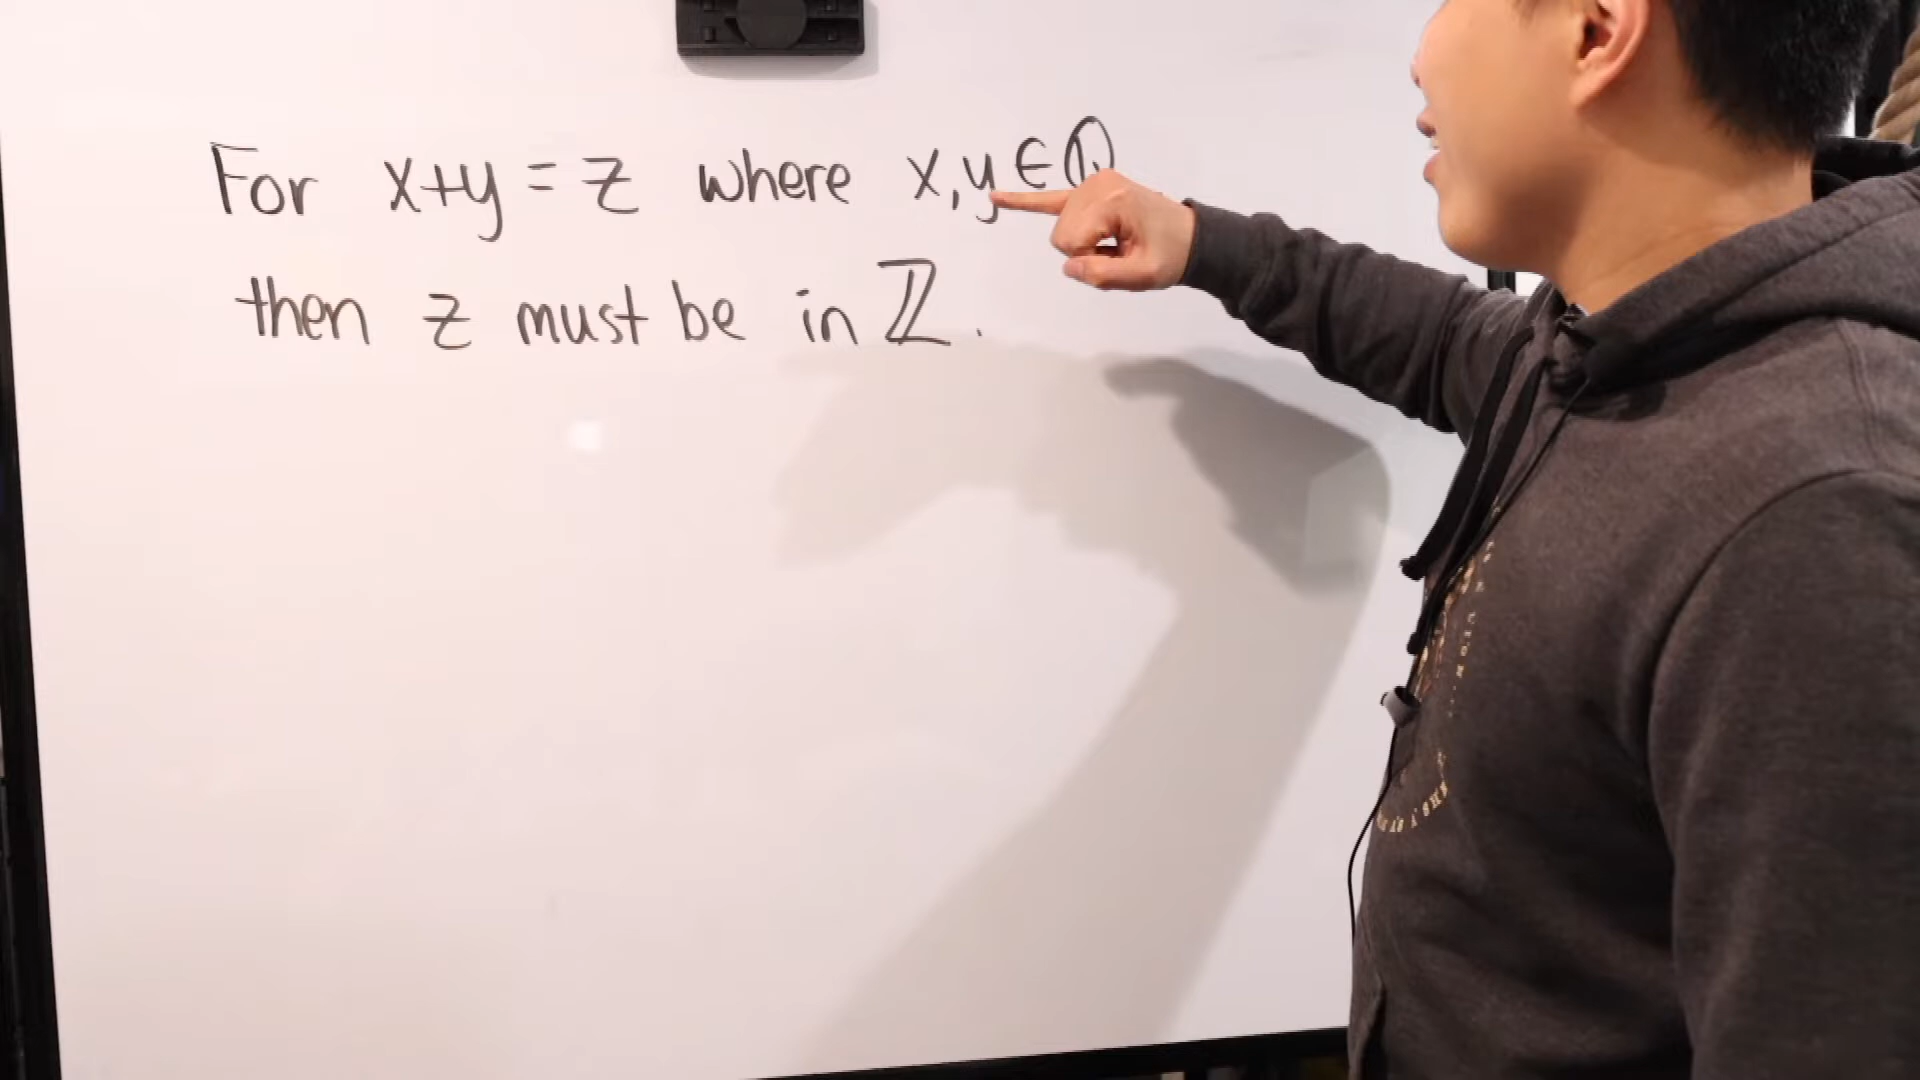 For x+y = z where x,y ∈ ℚ
then z must be in ℤ.